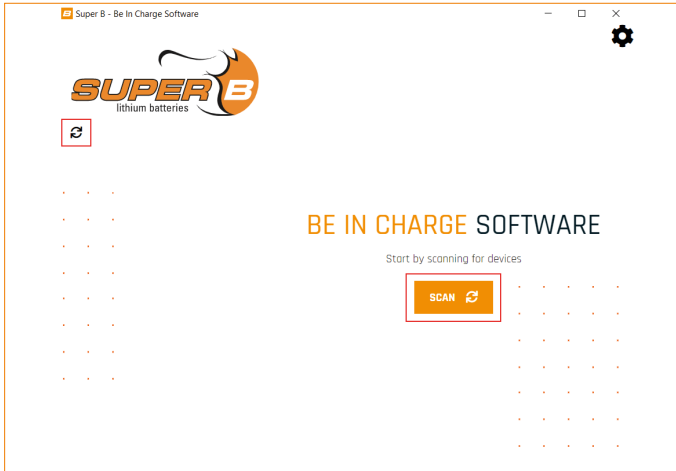 Super B - Be In Charge Software
SUPER B
lithium batteries
BE IN CHARGE SOFTWARE
Start by scanning for devices
SCAN